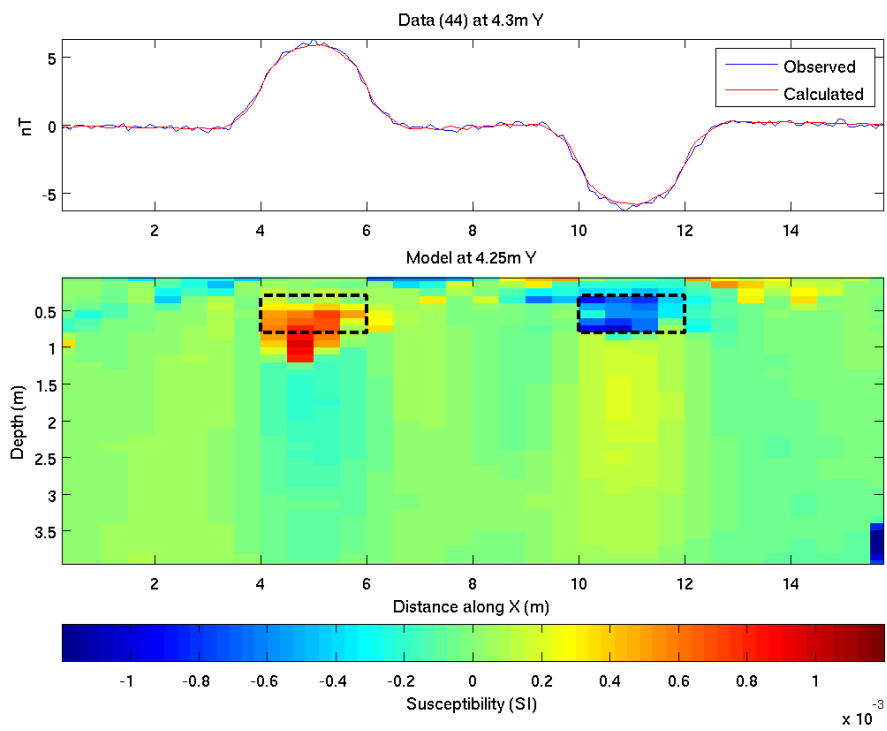 Data (44) at 4.3m Y
5
0
-5
nT
Observed
Calculated
2 4 6 8 10 12 14
Model at 4.25m Y
0.5
1
1.5
2
2.5
3
3.5
Depth (m)
2 4 6 8 10 12 14
Distance along X (m)
-1 -0.8 -0.6 -0.4 -0.2 0 0.2 0.4 0.6 0.8 1
Susceptibility (SI)
x 10-3